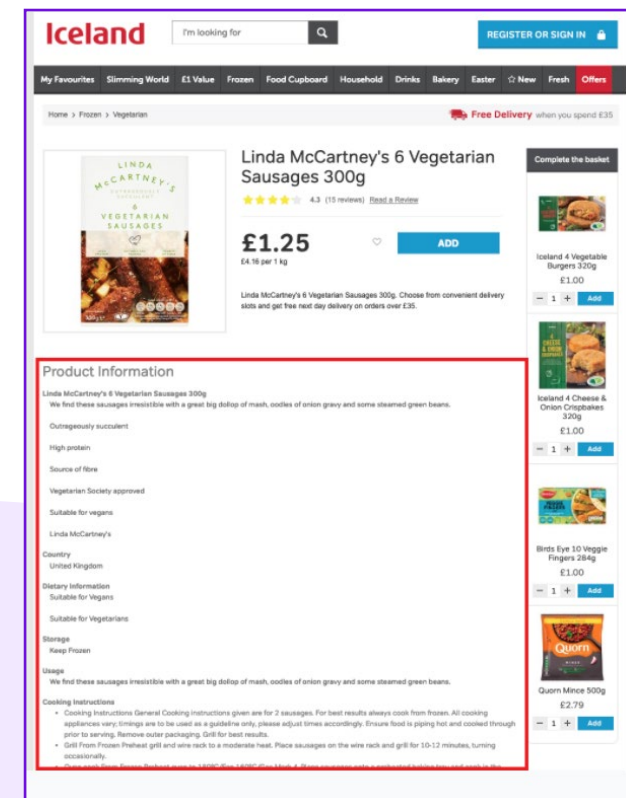 Iceland
I'm looking for
REGISTER OR SIGN IN
My Favourites Slimming World £1 Value Frozen Food Cupboard Household Drinks Bakery Easter ☆ New Fresh Offers
Home > Frozen > Vegetarian
Free Delivery when you spend £35
LINDA
McCARTNEY'S
OUTRAGEOUSLY
SUCCULENT
6
VEGETARIAN
SAUSAGES
Linda McCartney's 6 Vegetarian
Sausages 300g
4.3 (15 reviews) Read a Review
£1.25
ADD
£4.16 per 1 kg
Linda McCartney's 6 Vegetarian Sausages 300g. Choose from convenient delivery
slots and get free next day delivery on orders over £35.
Complete the basket
Iceland 4 Vegetable
Burgers 320g
£1.00
− 1 + Add
Iceland 4 Cheese &
Onion Crispbakes
320g
£1.00
− 1 + Add
Birds Eye 10 Veggie
Fingers 284g
£1.00
− 1 + Add
Quorn
Quorn Mince 500g
£2.79
− 1 + Add
Product Information
Linda McCartney's 6 Vegetarian Sausages 300g
We find these sausages irresistible with a great big dollop of mash, oodles of onion gravy and some steamed green beans.
Outrageously succulent
High protein
Source of fibre
Vegetarian Society approved
Suitable for vegans
Linda McCartney's
Country
United Kingdom
Dietary Information
Suitable for Vegans
Suitable for Vegetarians
Storage
Keep Frozen
Usage
We find these sausages irresistible with a great big dollop of mash, oodles of onion gravy and some steamed green beans.
Cooking Instructions
• Cooking Instructions General Cooking instructions given are for 2 sausages. For best results always cook from frozen. All cooking
appliances vary; timings are to be used as a guideline only, please adjust times accordingly. Ensure food is piping hot and cooked through
prior to serving. Remove outer packaging. Grill for best results.
• Grill From Frozen Preheat grill and wire rack to a moderate heat. Place sausages on the wire rack and grill for 10-12 minutes, turning
occasionally.